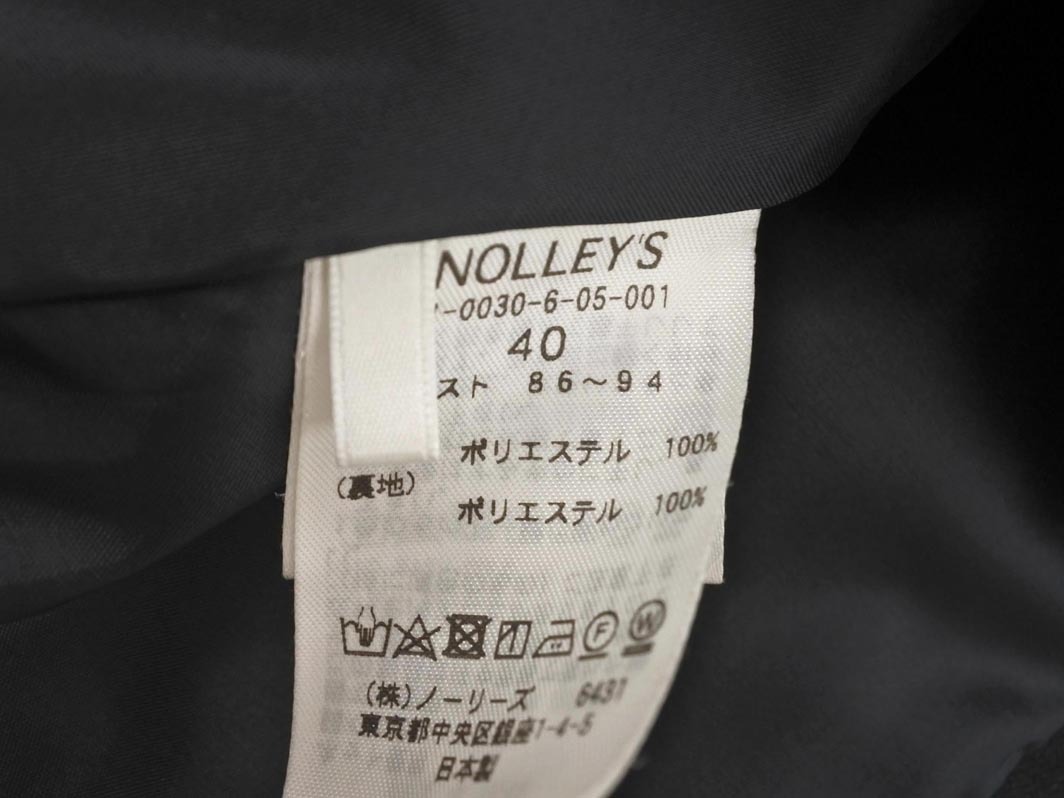 NOLLEY'S
-0030-6-05-001
40
スト 86～94
ポリエステル 100%
(裏地)
ポリエステル 100%
F W
(株)ノーリーズ 6431
東京都中央区銀座1-4-5
日本製